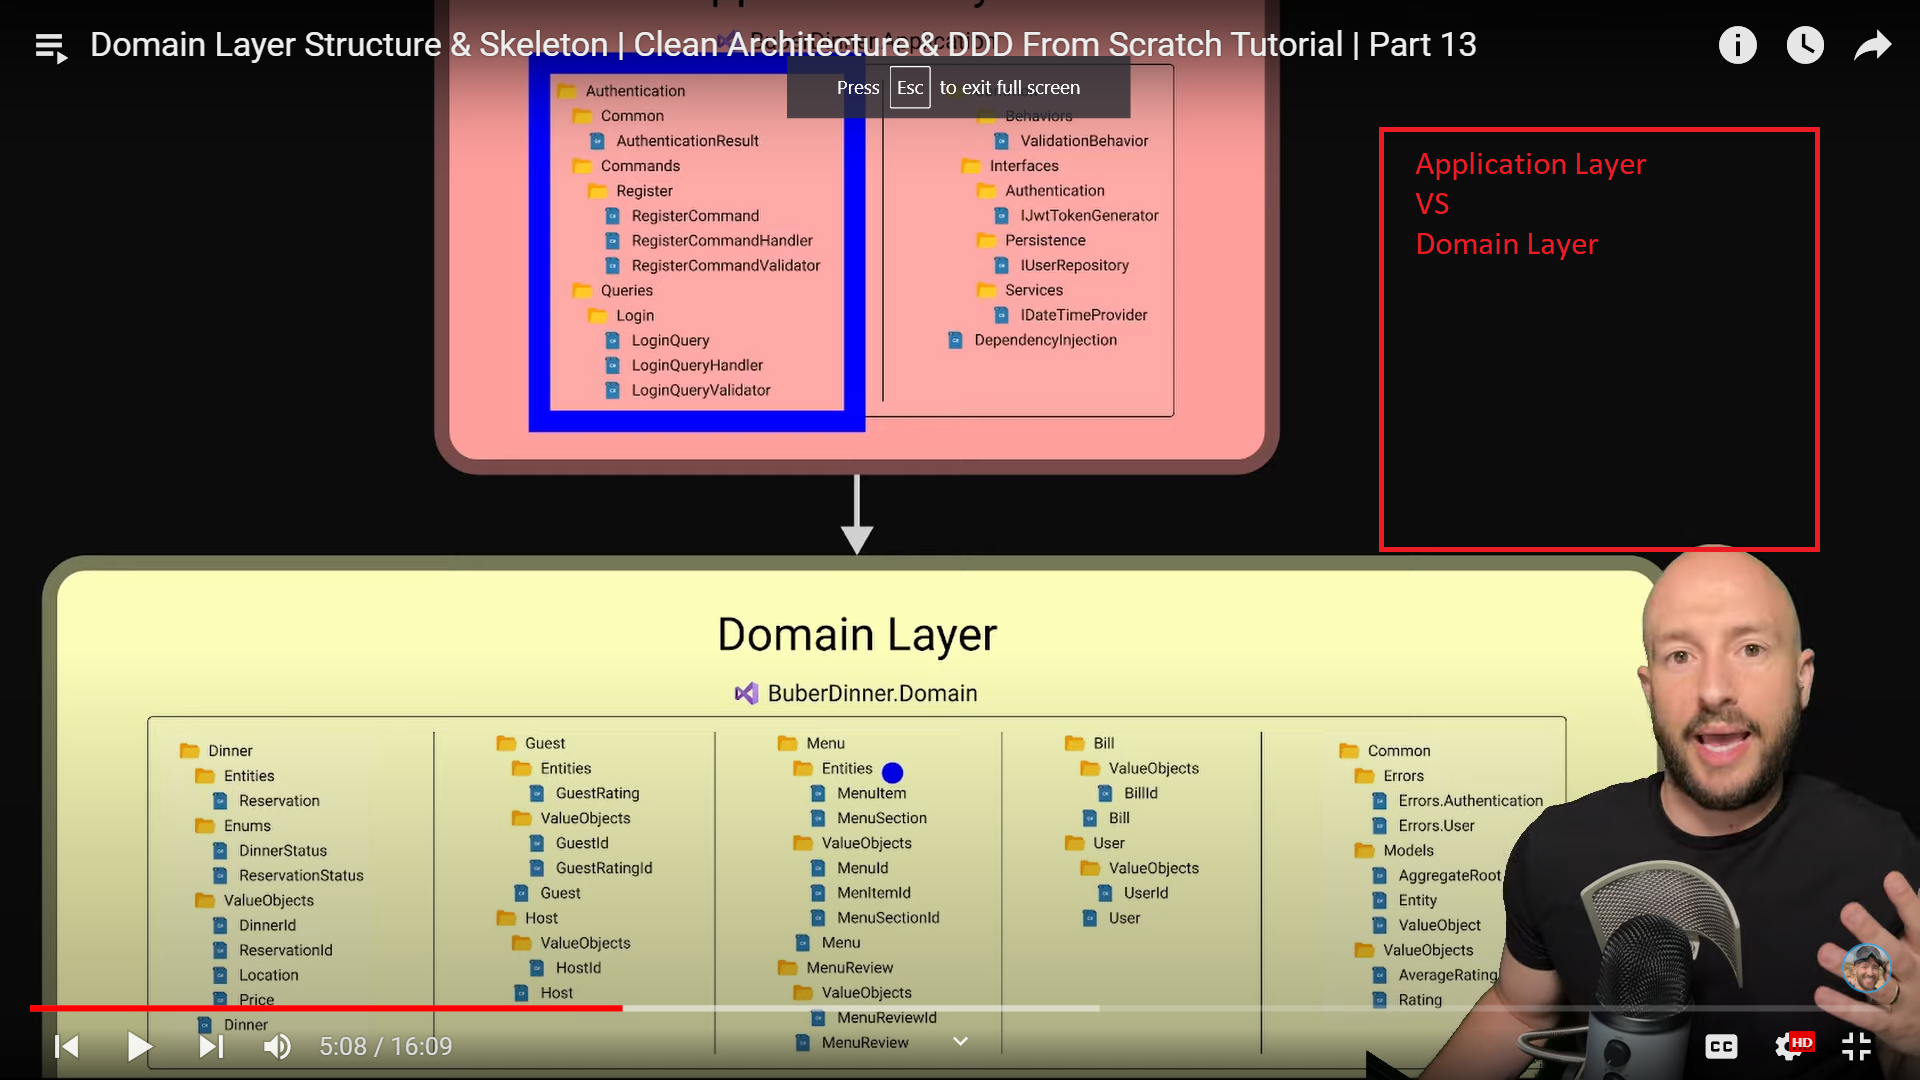 Domain Layer Structure & Skeleton | Clean Architecture & DDD From Scratch Tutorial | Part 13
Press Esc to exit full screen
Authentication
Common
AuthenticationResult
Commands
Register
RegisterCommand
RegisterCommandHandler
RegisterCommandValidator
Queries
Login
LoginQuery
LoginQueryHandler
LoginQueryValidator
Behaviors
ValidationBehavior
Interfaces
Authentication
IJwtTokenGenerator
Persistence
IUserRepository
Services
IDateTimeProvider
DependencyInjection
Application Layer
VS
Domain Layer
Domain Layer
BuberDinner.Domain
Dinner
Entities
Reservation
Enums
DinnerStatus
ReservationStatus
ValueObjects
DinnerId
ReservationId
Location
Price
Dinner
Guest
Entities
GuestRating
ValueObjects
GuestId
GuestRatingId
Guest
Host
ValueObjects
HostId
Host
Menu
Entities
MenuItem
MenuSection
ValueObjects
MenuId
MenItemId
MenuSectionId
Menu
MenuReview
ValueObjects
MenuReviewId
MenuReview
Bill
ValueObjects
BillId
Bill
User
ValueObjects
UserId
User
Common
Errors
Errors.Authentication
Errors.User
Models
AggregateRoot
Entity
ValueObject
ValueObjects
AverageRating
Rating
5:08 / 16:09
CC
HD